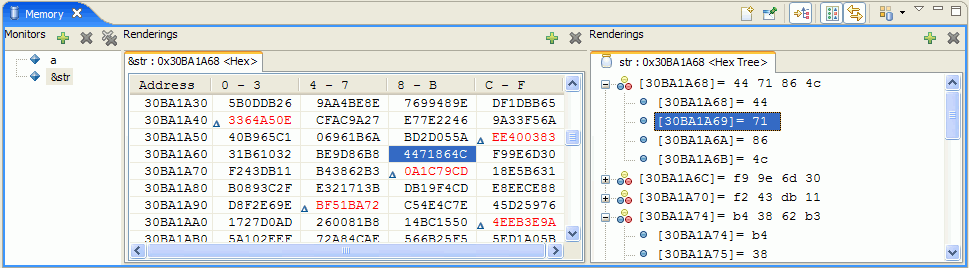 Memory
Monitors
a
&str
Renderings
&str : 0x30BA1A68 <Hex>
Address 0 - 3 4 - 7 8 - B C - F
30BA1A30 5B0DDB26 9AA4BE8E 7699489E DF1DBB65
30BA1A40 3364A50E CFAC9A27 E77E2246 9A33F56A
30BA1A50 40B965C1 06961B6A BD2D055A EE400383
30BA1A60 31B61032 BE9D86B8 4471864C F99E6D30
30BA1A70 F243DB11 B43862B3 0A1C79CD 18E5B631
30BA1A80 B0893C2F E321713B DB19F4CD E8EECE88
30BA1A90 D8F2E69E BF51BA72 C54E4C7E 45D25976
30BA1AA0 1727D0AD 260081B8 14BC1550 4EEB3E9A
30BA1AB0 5A102EEF 72A84CAE 566B25F5 5ED1A05B
Renderings
str : 0x30BA1A68 <Hex Tree>
[30BA1A68]= 44 71 86 4c
[30BA1A68]= 44
[30BA1A69]= 71
[30BA1A6A]= 86
[30BA1A6B]= 4c
[30BA1A6C]= f9 9e 6d 30
[30BA1A70]= f2 43 db 11
[30BA1A74]= b4 38 62 b3
[30BA1A74]= b4
[30BA1A75]= 38